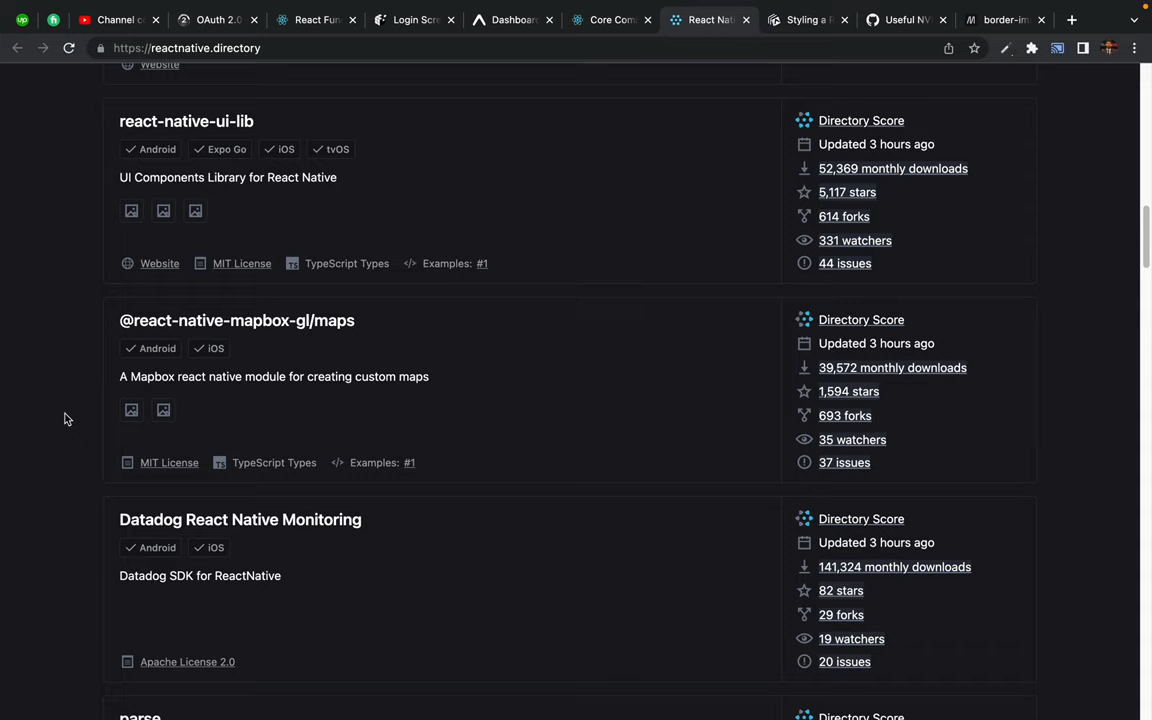 up
fi
Channel co
OAuth 2.0
React Fun
Login Scre
Dashboard
Core Com
React Nati
Styling a R
Useful NV
M border-im
https://reactnative.directory
Website
react-native-ui-lib
Android
Expo Go
iOS
tvOS
UI Components Library for React Native
Website
MIT License
TS TypeScript Types
</> Examples: #1
Directory Score
Updated 3 hours ago
52,369 monthly downloads
5,117 stars
614 forks
331 watchers
44 issues
@react-native-mapbox-gl/maps
Android
iOS
A Mapbox react native module for creating custom maps
MIT License
TS TypeScript Types
</> Examples: #1
Directory Score
Updated 3 hours ago
39,572 monthly downloads
1,594 stars
693 forks
35 watchers
37 issues
Datadog React Native Monitoring
Android
iOS
Datadog SDK for ReactNative
Apache License 2.0
Directory Score
Updated 3 hours ago
141,324 monthly downloads
82 stars
29 forks
19 watchers
20 issues
parse
Directory Score